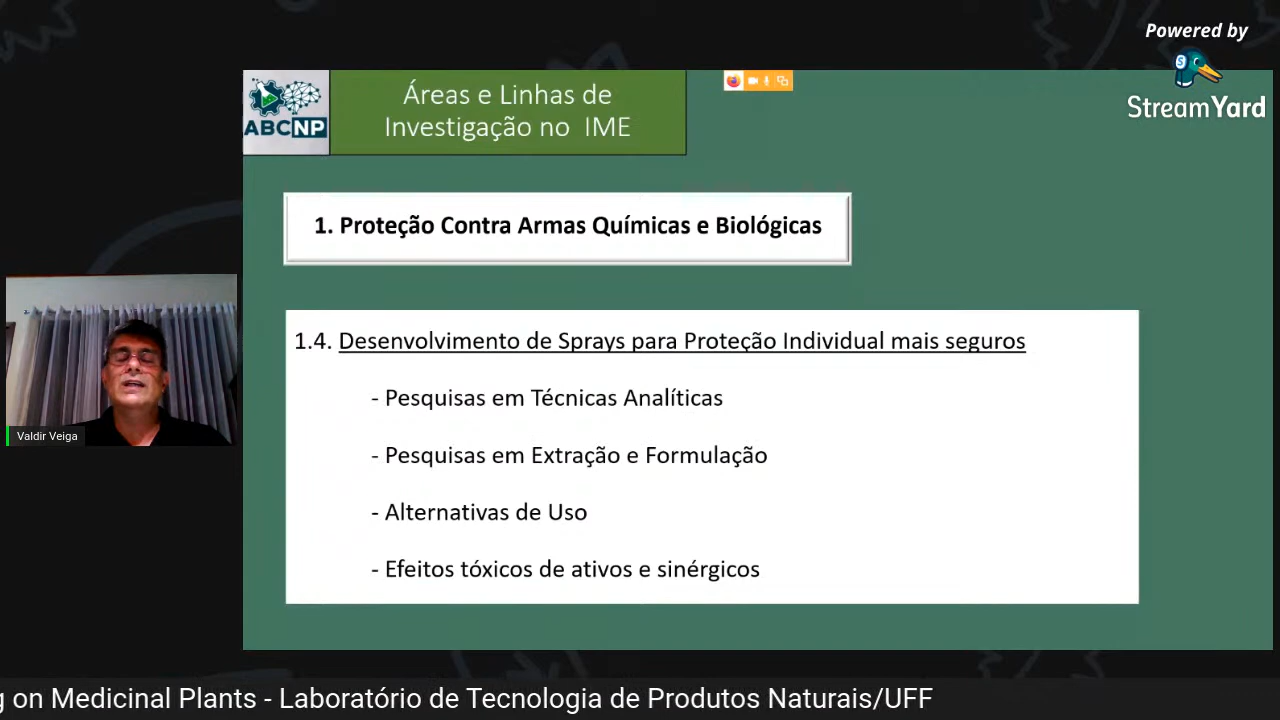 Powered by
StreamYard
ABCNP
Áreas e Linhas de
Investigação no IME
1. Proteção Contra Armas Químicas e Biológicas
1.4. Desenvolvimento de Sprays para Proteção Individual mais seguros
- Pesquisas em Técnicas Analíticas
- Pesquisas em Extração e Formulação
- Alternativas de Uso
- Efeitos tóxicos de ativos e sinérgicos
Valdir Veiga
g on Medicinal Plants - Laboratório de Tecnologia de Produtos Naturais/UFF